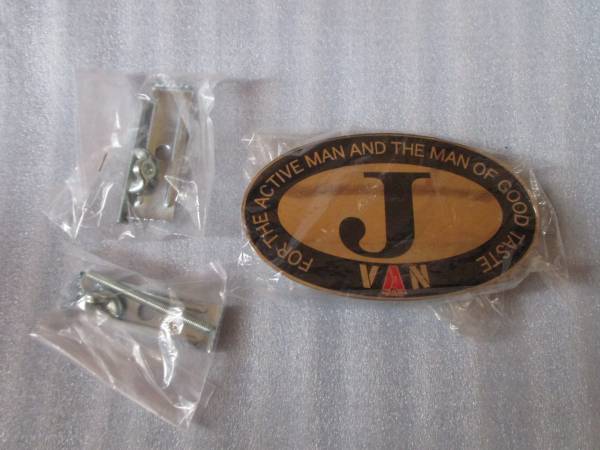 FOR THE ACTIVE MAN AND THE MAN OF GOOD TASTE
J
VAN